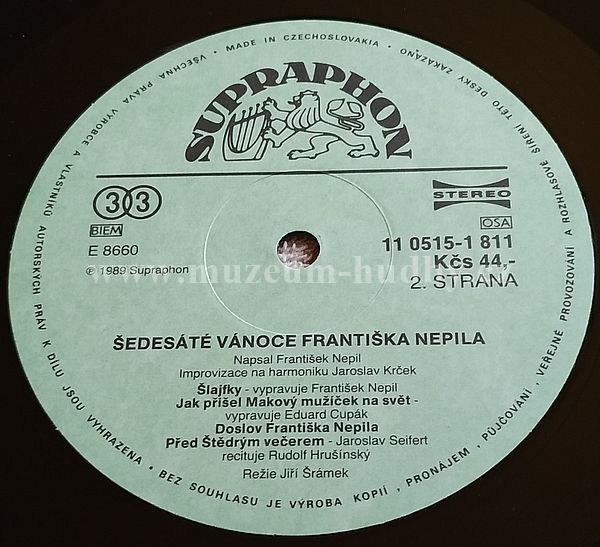 • VŠECHNA PRÁVA VÝROBCE A VLASTNÍKŮ AUTORSKÝCH PRÁV K DÍLU JSOU VYHRAZENA • BEZ SOUHLASU JE VÝROBA KOPIÍ, PRONÁJEM, PŮJČOVÁNÍ, VEŘEJNÉ PROVOZOVÁNÍ A ROZHLASOVÉ ŠÍŘENÍ TÉTO DESKY ZAKÁZÁNO • MADE IN CZECHOSLOVAKIA
SUPRAPHON
33
STEREO
BIEM
OSA
E 8660
11 0515-1 811
℗ 1989 Supraphon
Kčs 44,-
2. STRANA
www.muzeum-hudby.cz
ŠEDESÁTÉ VÁNOCE FRANTIŠKA NEPILA
Napsal František Nepil
Improvizace na harmoniku Jaroslav Krček
Šlajfky - vypravuje František Nepil
Jak přišel Makový mužíček na svět -
vypravuje Eduard Cupák
Doslov Františka Nepila
Před Štědrým večerem - Jaroslav Seifert
recituje Rudolf Hrušínský
Režie Jiří Šrámek